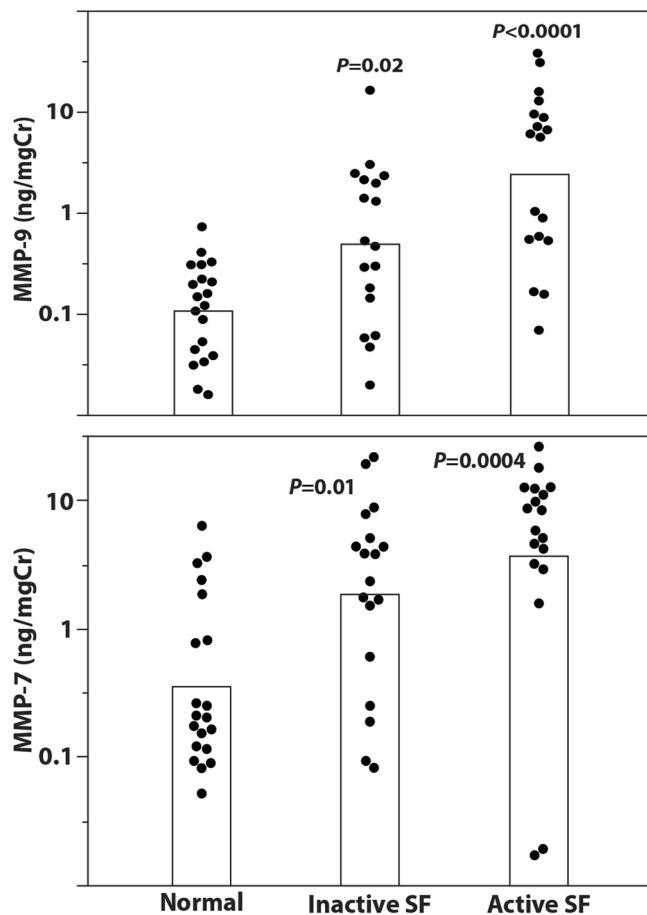 P<0.0001
P=0.02
10
1
0.1
MMP-9 (ng/mgCr)
P=0.0004
P=0.01
10
1
0.1
MMP-7 (ng/mgCr)
Normal Inactive SF Active SF